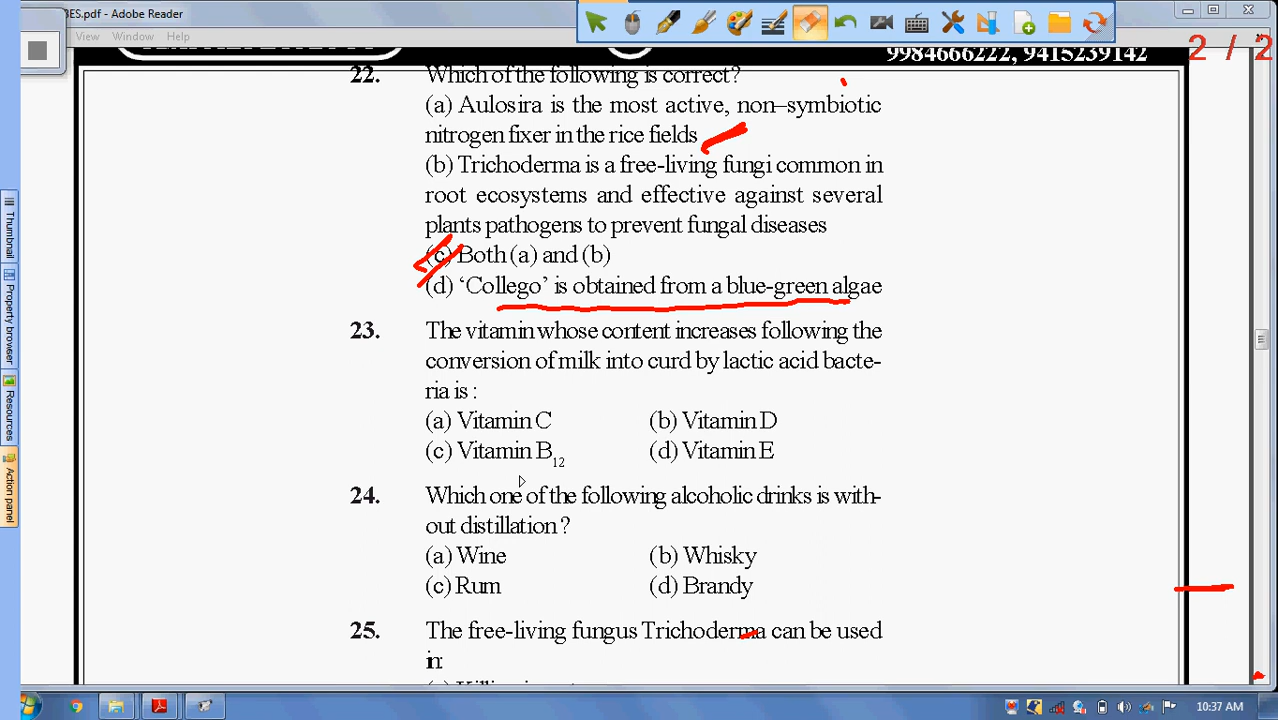 ES.pdf - Adobe Reader
View Window Help
9984666222, 9415239142
2 / 2
22. Which of the following is correct?
(a) Aulosira is the most active, non–symbiotic
nitrogen fixer in the rice fields
(b) Trichoderma is a free-living fungi common in
root ecosystems and effective against several
plants pathogens to prevent fungal diseases
(c) Both (a) and (b)
(d) ‘Collego’ is obtained from a blue-green algae
23. The vitamin whose content increases following the
conversion of milk into curd by lactic acid bacte-
ria is :
(a) Vitamin C (b) Vitamin D
(c) Vitamin B12 (d) Vitamin E
24. Which one of the following alcoholic drinks is with-
out distillation ?
(a) Wine (b) Whisky
(c) Rum (d) Brandy
25. The free-living fungus Trichoderma can be used
in:
Thumbnail
Property browser
Resources
Action panel
10:37 AM